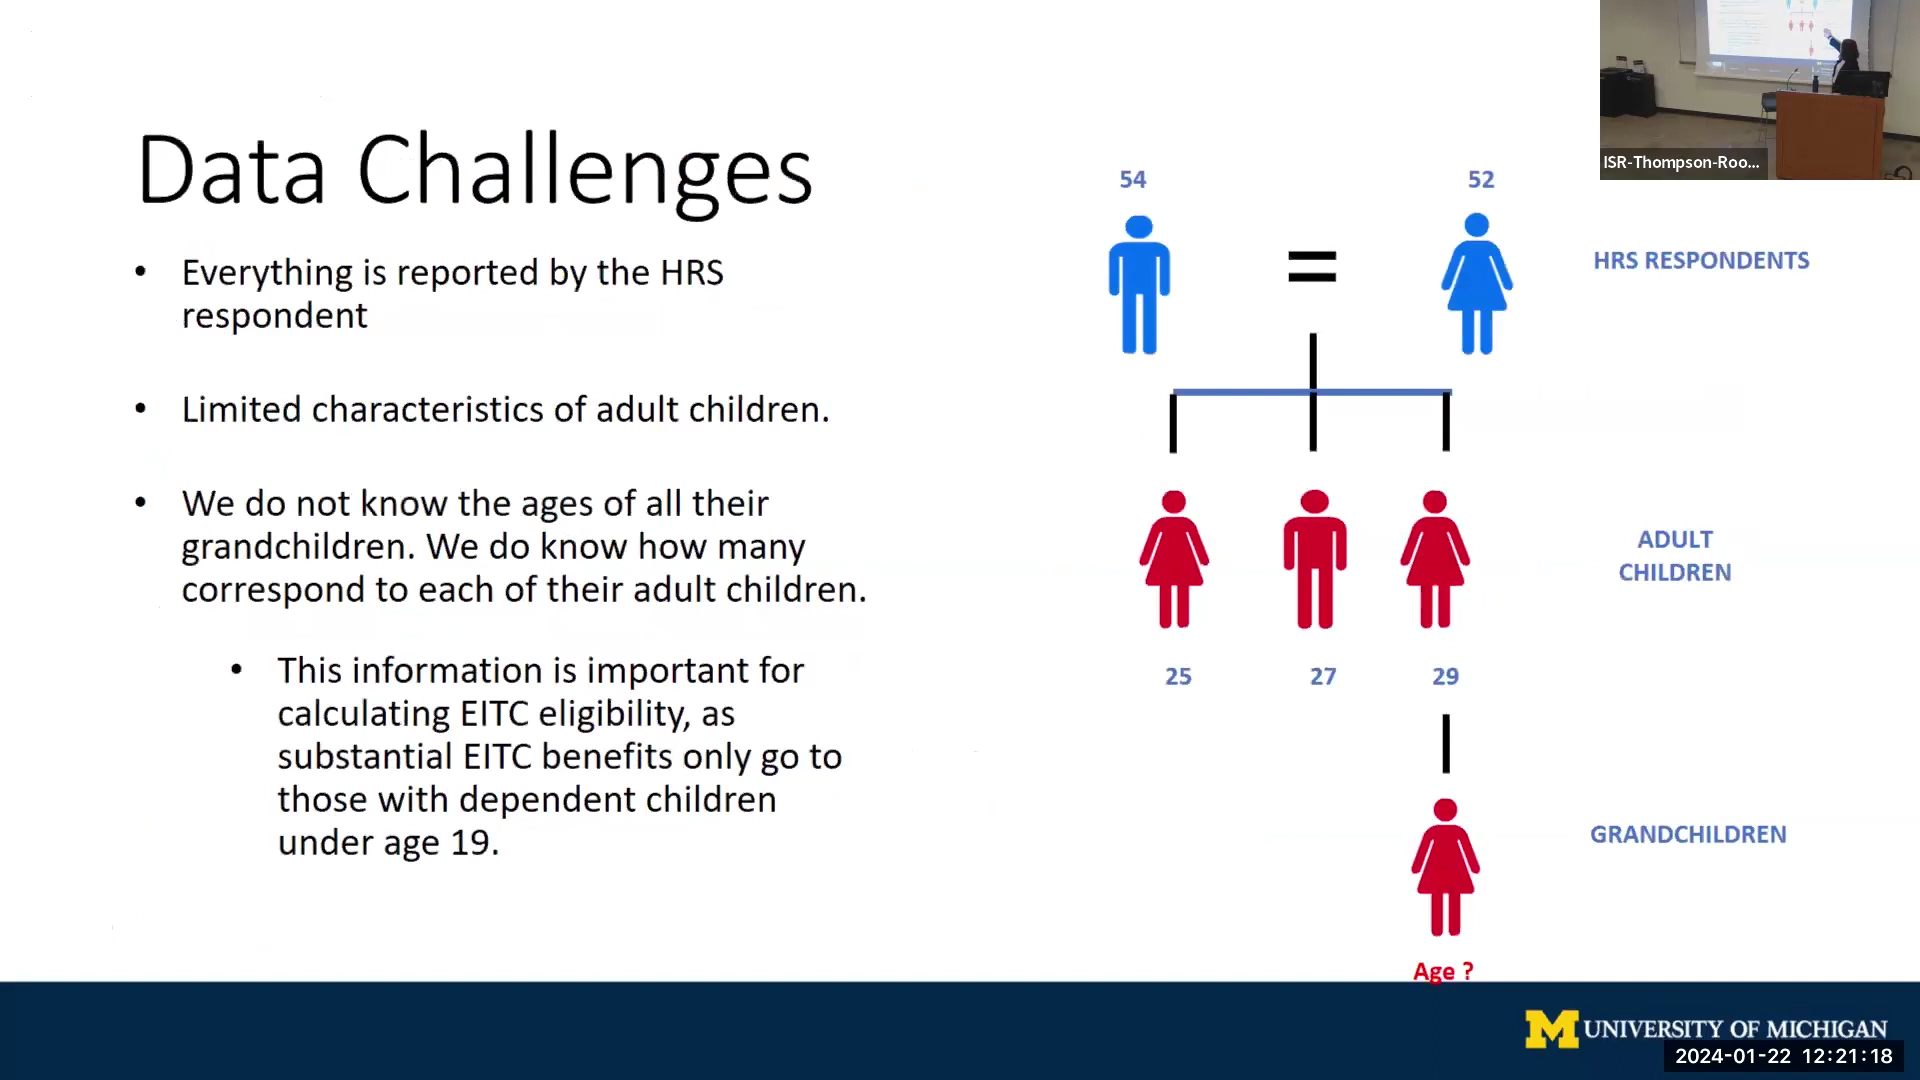 Data Challenges
• Everything is reported by the HRS
respondent
• Limited characteristics of adult children.
• We do not know the ages of all their
grandchildren. We do know how many
correspond to each of their adult children.
• This information is important for
calculating EITC eligibility, as
substantial EITC benefits only go to
those with dependent children
under age 19.
54
52
=
HRS RESPONDENTS
ADULT
CHILDREN
25
27
29
GRANDCHILDREN
Age ?
ISR-Thompson-Roo...
M UNIVERSITY OF MICHIGAN
2024-01-22 12:21:18